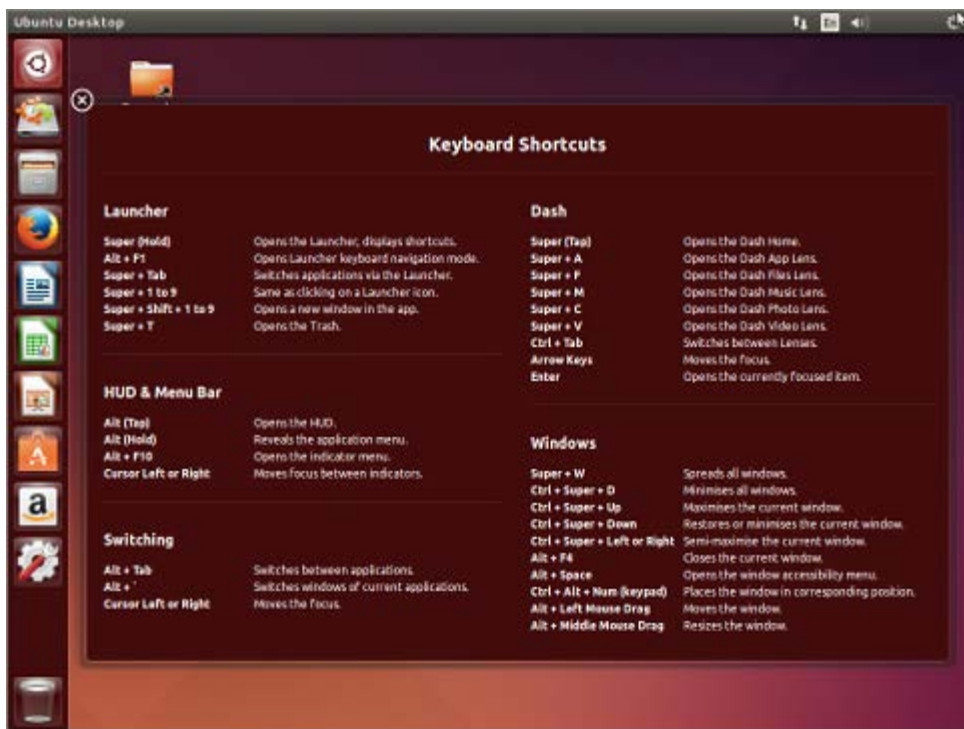 Ubuntu Desktop
En
Keyboard Shortcuts
Launcher
Super (Hold) Opens the Launcher, displays shortcuts.
Alt + F1 Opens Launcher keyboard navigation mode.
Super + Tab Switches applications via the Launcher.
Super + 1 to 9 Same as clicking on a Launcher icon.
Super + Shift + 1 to 9 Opens a new window in the app.
Super + T Opens the Trash.
HUD & Menu Bar
Alt (Tap) Opens the HUD.
Alt (Hold) Reveals the application menu.
Alt + F10 Opens the indicator menu.
Cursor Left or Right Moves focus between indicators.
Switching
Alt + Tab Switches between applications.
Alt + ` Switches windows of current applications.
Cursor Left or Right Moves the focus.
Dash
Super (Tap) Opens the Dash Home.
Super + A Opens the Dash App Lens.
Super + F Opens the Dash Files Lens.
Super + M Opens the Dash Music Lens.
Super + C Opens the Dash Photo Lens.
Super + V Opens the Dash Video Lens.
Ctrl + Tab Switches between Lenses.
Arrow Keys Moves the focus.
Enter Opens the currently focused item.
Windows
Super + W Spreads all windows.
Ctrl + Super + D Minimises all windows.
Ctrl + Super + Up Maximises the current window.
Ctrl + Super + Down Restores or minimises the current window.
Ctrl + Super + Left or Right Semi-maximise the current window.
Alt + F4 Closes the current window.
Alt + Space Opens the window accessibility menu.
Ctrl + Alt + Num (keypad) Places the window in corresponding position.
Alt + Left Mouse Drag Moves the window.
Alt + Middle Mouse Drag Resizes the window.
A
a